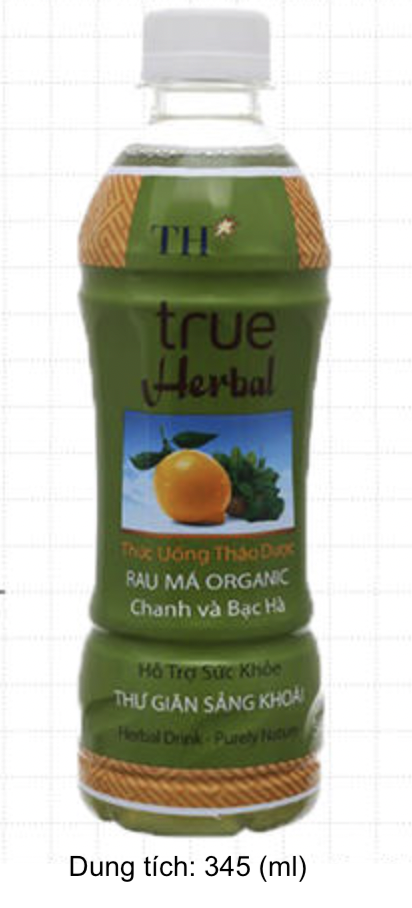 TH
true
Herbal
Thức Uống Thảo Dược
RAU MÁ ORGANIC
Chanh và Bạc Hà
Hỗ Trợ Sức Khỏe
THƯ GIÃN SẢNG KHOÁI
Herbal Drink - Purely Nature
Dung tích: 345 (ml)